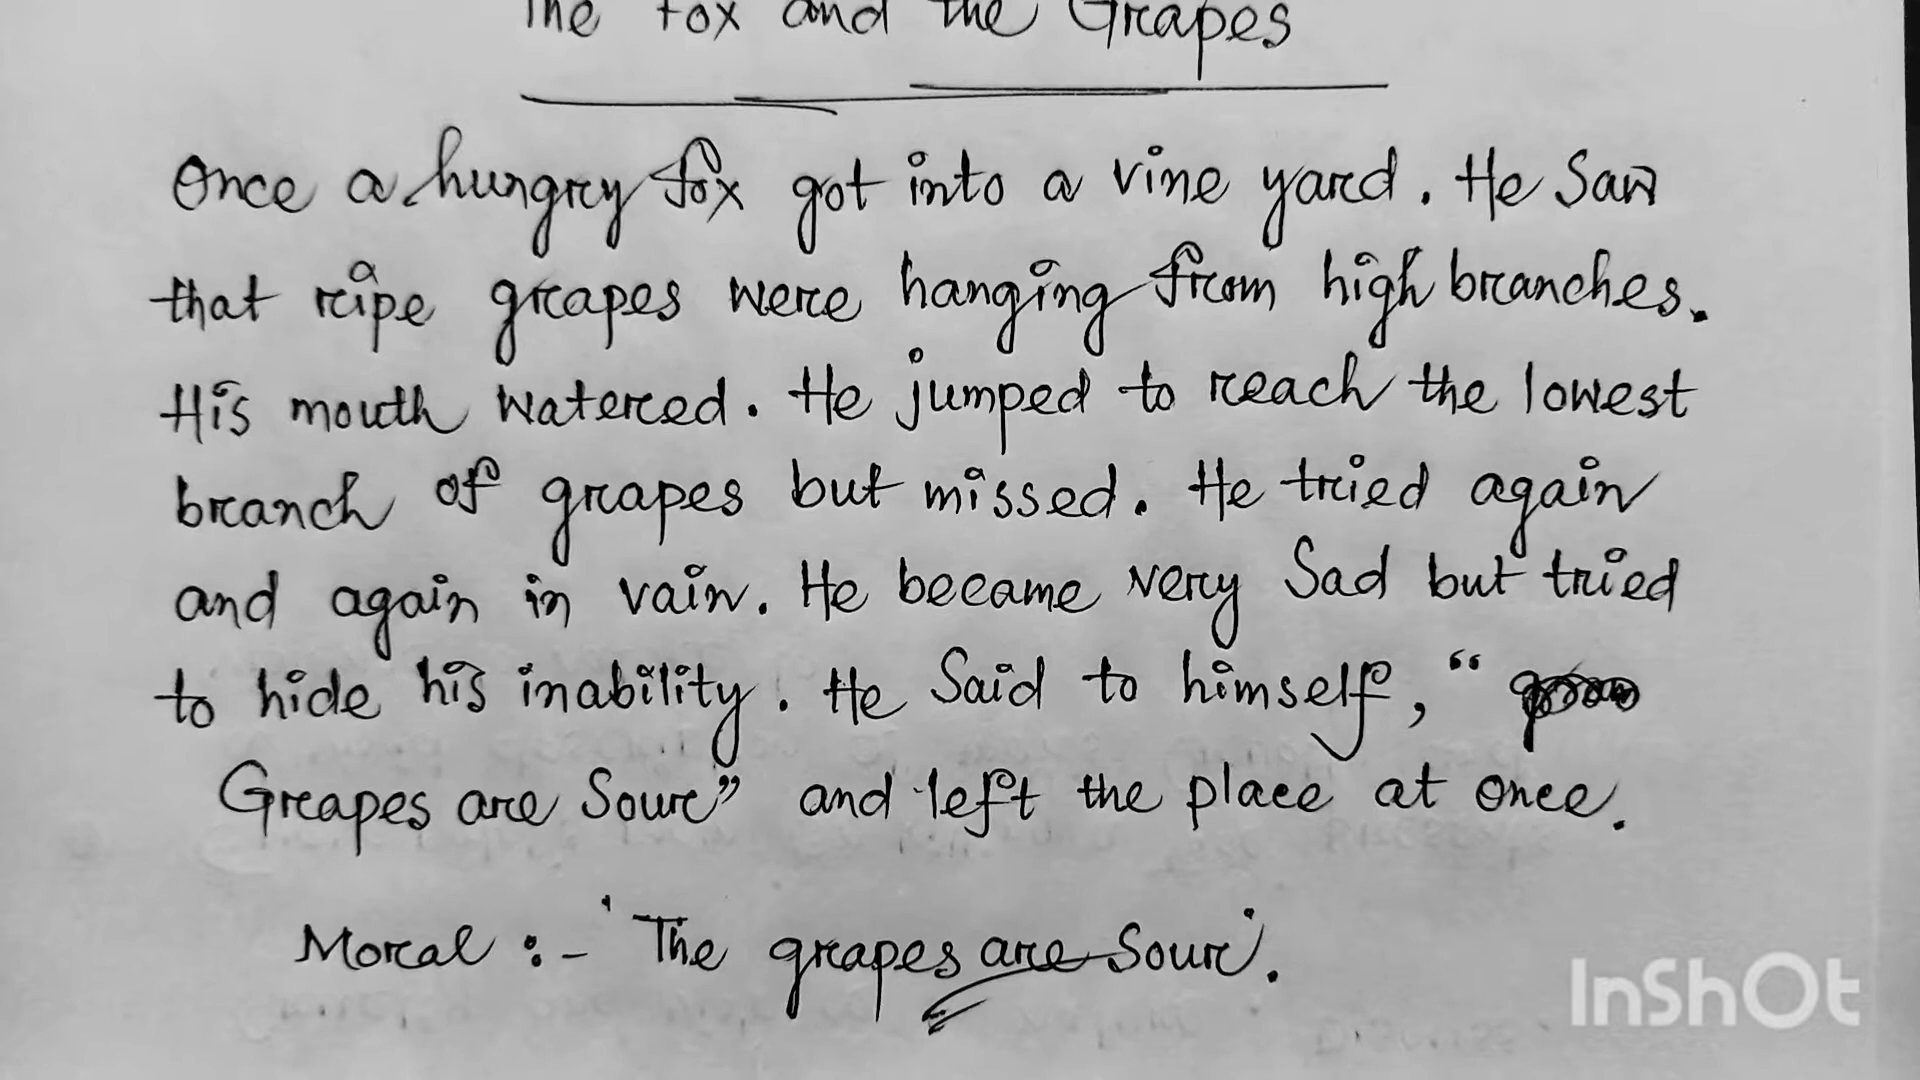 The Fox and the Grapes
Once a hungry fox got into a vine yard. He Saw
that ripe grapes were hanging from high branches.
His mouth watered. He jumped to reach the lowest
branch of grapes but missed. He tried again
and again in vain. He became very Sad but tried
to hide his inability. He Said to himself, "
Grapes are Sour" and left the place at once.
Moral :- 'The grapes are Sour'.
InShOt